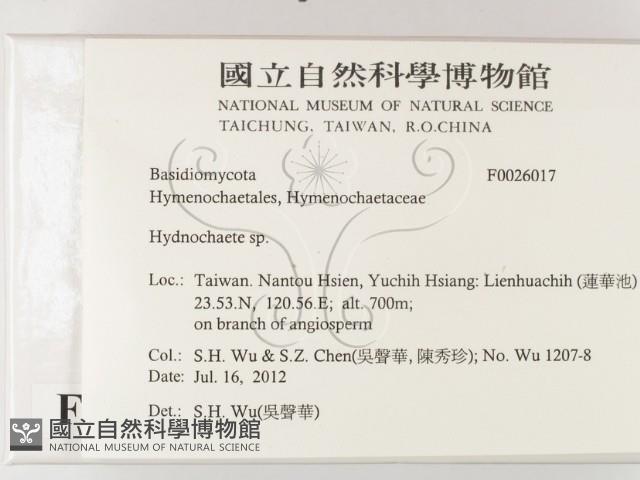 國立自然科學博物館
NATIONAL MUSEUM OF NATURAL SCIENCE
TAICHUNG, TAIWAN, R.O.CHINA
Basidiomycota F0026017
Hymenochaetales, Hymenochaetaceae
Hydnochaete sp.
Loc.: Taiwan. Nantou Hsien, Yuchih Hsiang: Lienhuachih (蓮華池)
23.53.N, 120.56.E; alt. 700m;
on branch of angiosperm
Col.: S.H. Wu & S.Z. Chen(吳聲華, 陳秀珍); No. Wu 1207-8
Date: Jul. 16, 2012
Det.: S.H. Wu(吳聲華)
F
國立自然科學博物館
NATIONAL MUSEUM OF NATURAL SCIENCE